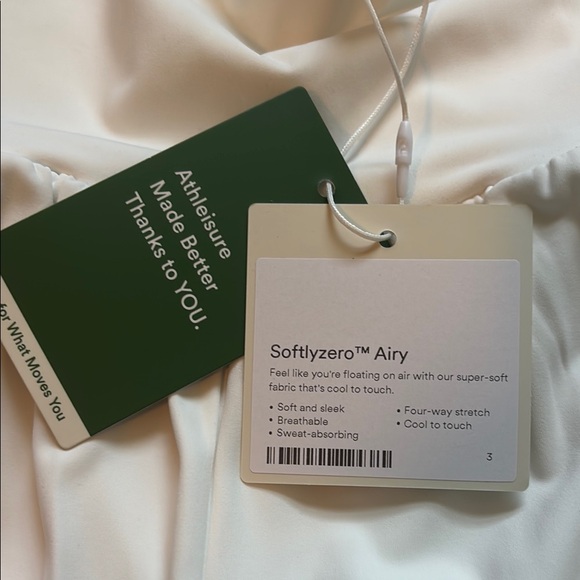 Athleisure
Made Better
Thanks to YOU.
for What Moves You
Softlyzero™ Airy
Feel like you're floating on air with our super-soft
fabric that's cool to touch.
• Soft and sleek
• Breathable
• Sweat-absorbing
• Four-way stretch
• Cool to touch
3